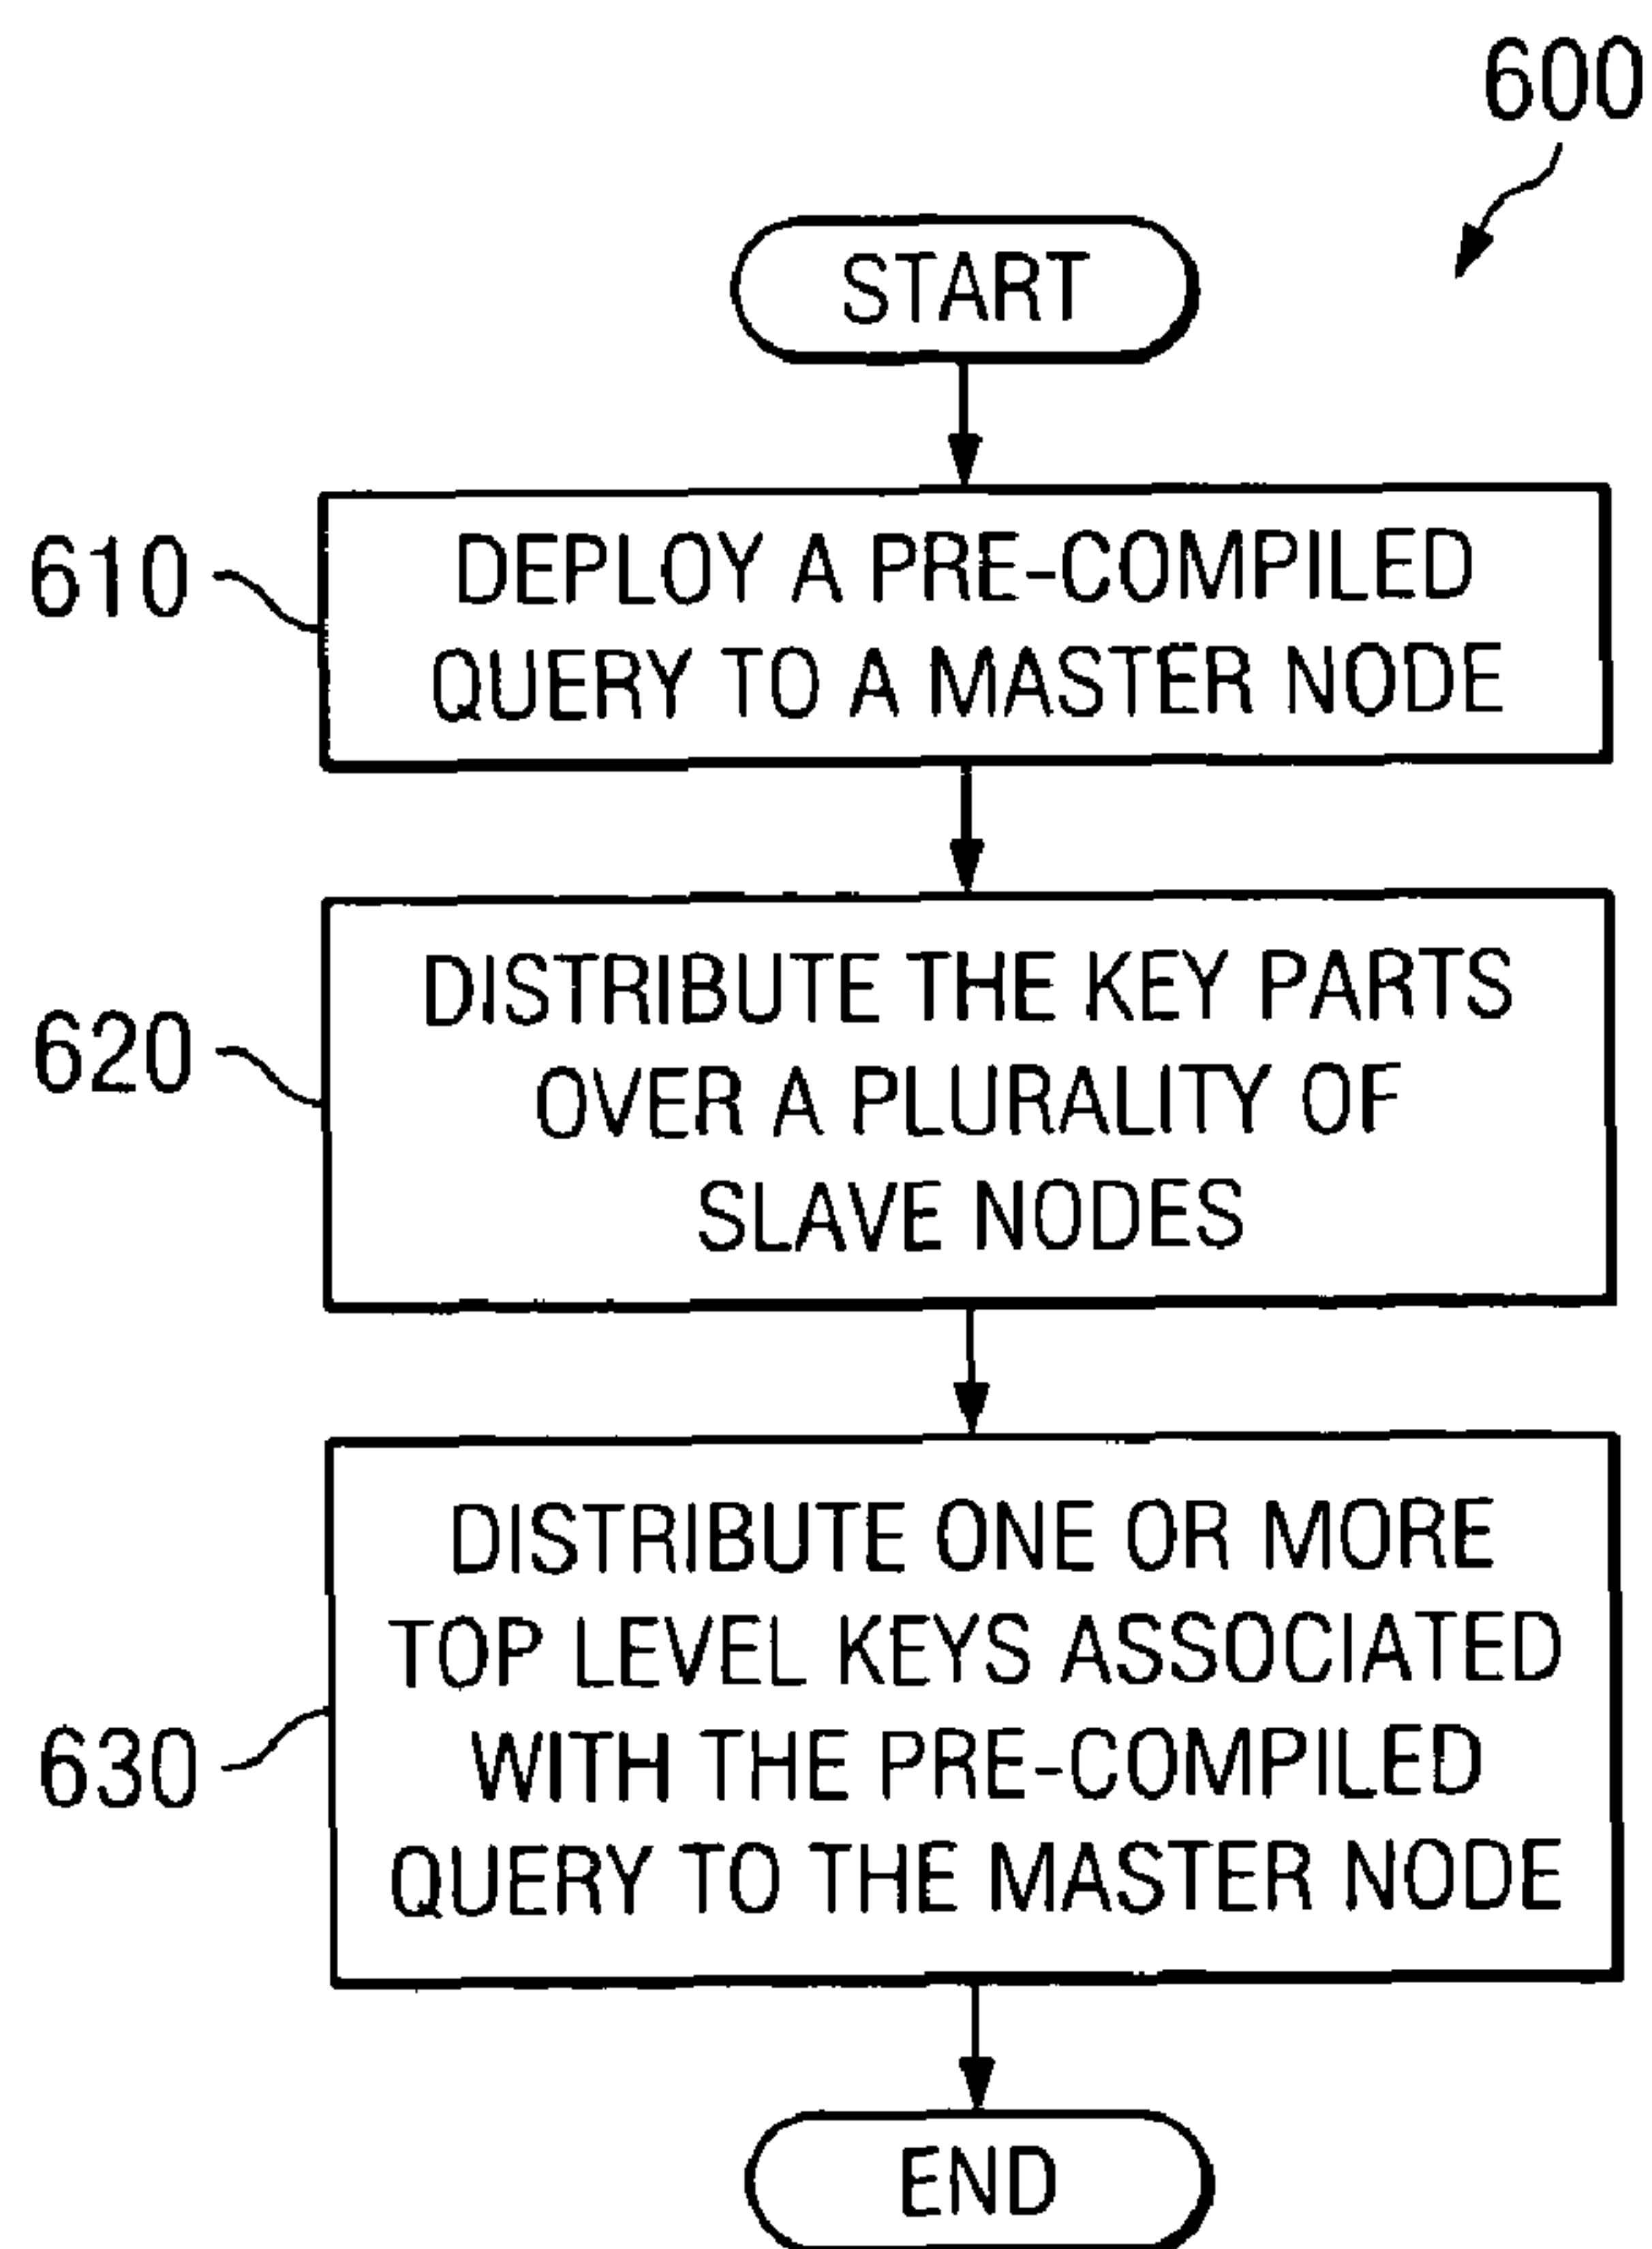 600
START
610
DEPLOY A PRE-COMPILED
QUERY TO A MASTER NODE
620
DISTRIBUTE THE KEY PARTS
OVER A PLURALITY OF
SLAVE NODES
630
DISTRIBUTE ONE OR MORE
TOP LEVEL KEYS ASSOCIATED
WITH THE PRE-COMPILED
QUERY TO THE MASTER NODE
END